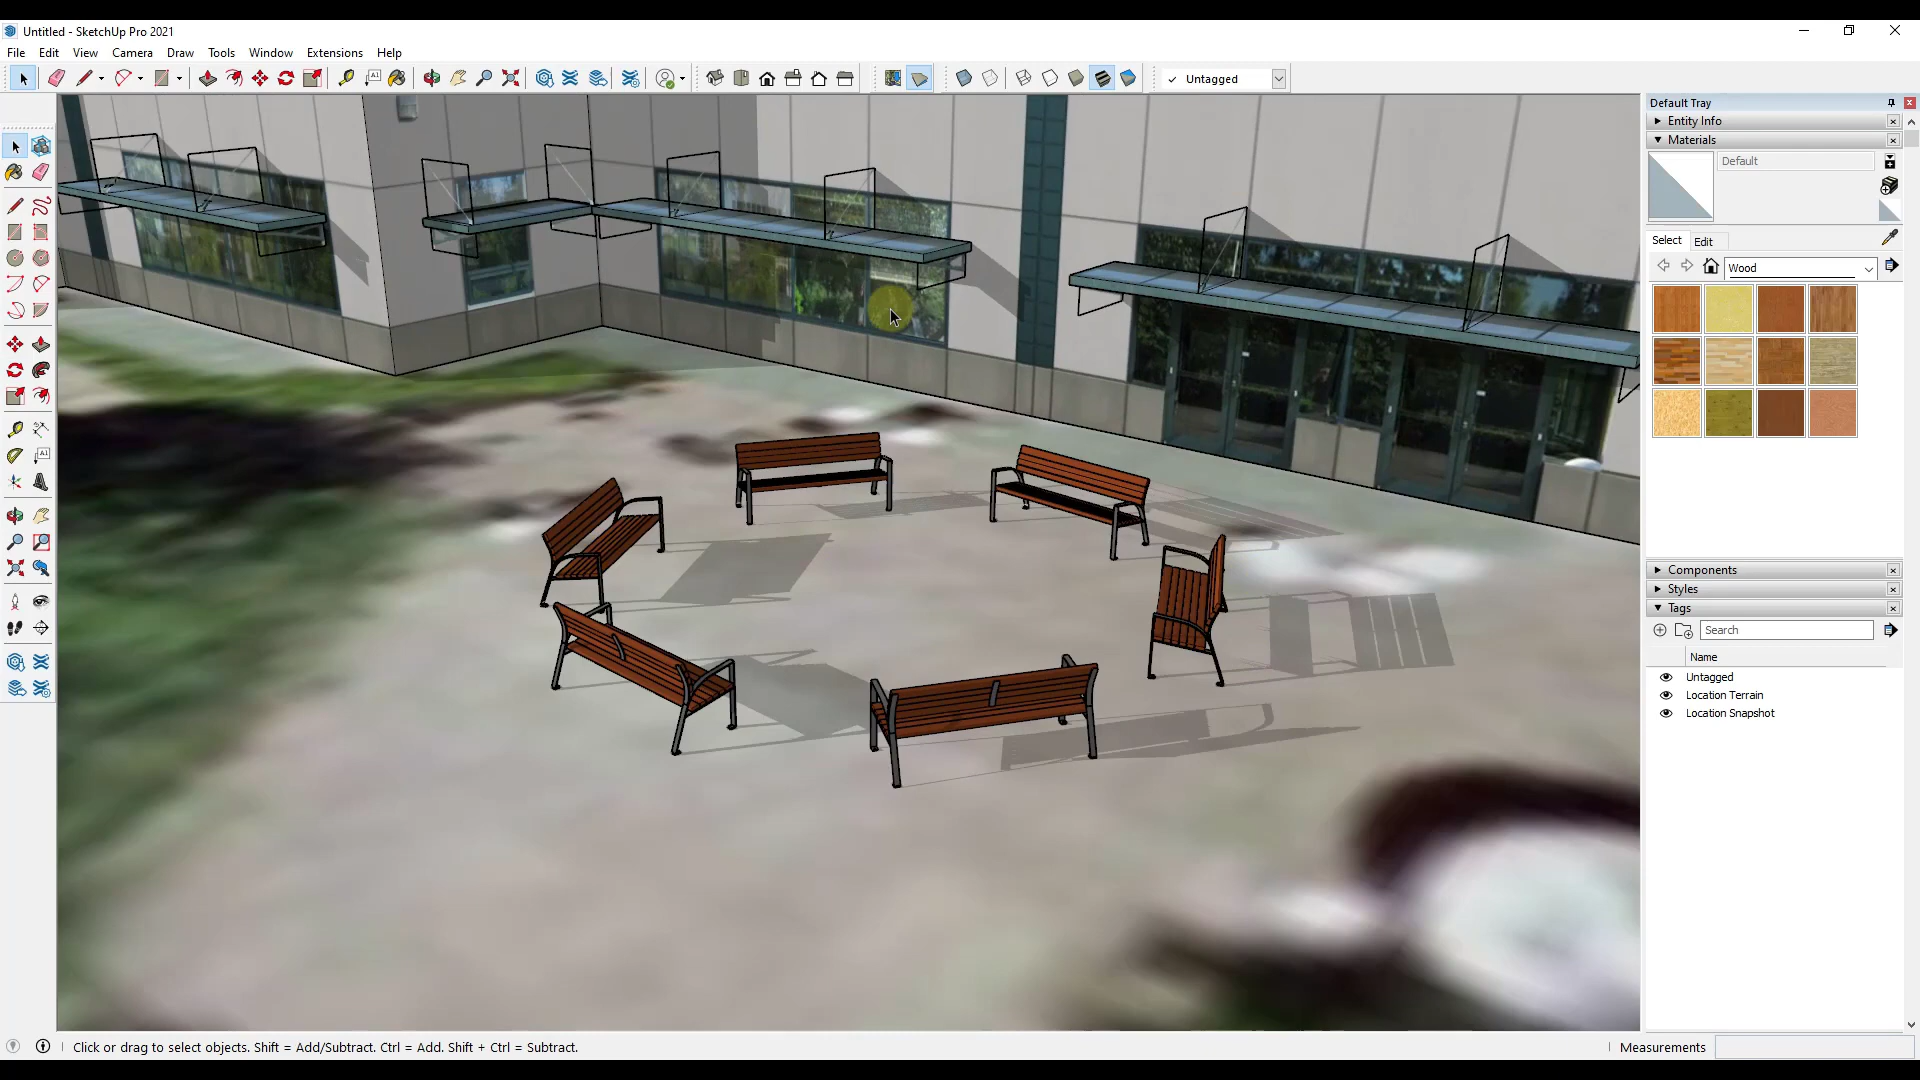 Untitled - SketchUp Pro 2021
File Edit View Camera Draw Tools Window Extensions Help
A1 Untagged
Default Tray
Entity Info
Materials
Default
Select Edit
Wood
A1
Components
Styles
Tags
Search
Name
Untagged
Location Terrain
Location Snapshot
Click or drag to select objects. Shift = Add/Subtract. Ctrl = Add. Shift + Ctrl = Subtract. Measurements